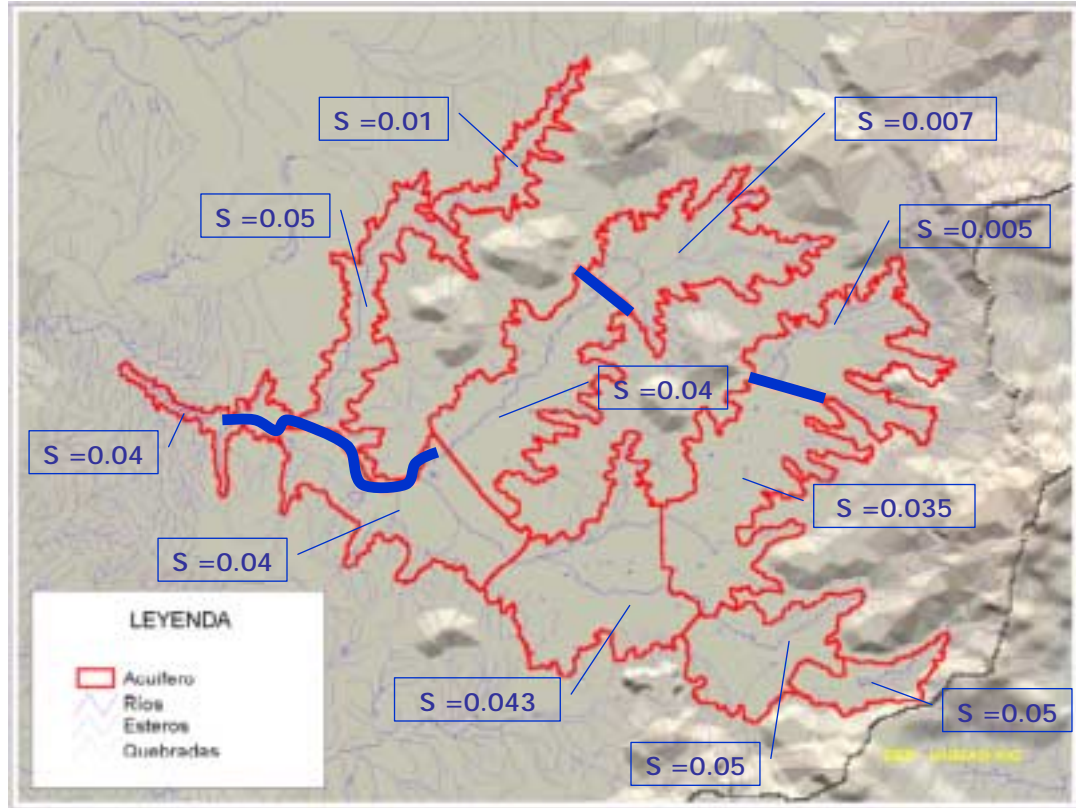 S =0.01
S =0.007
S =0.05
S =0.005
S =0.04
S =0.04
S =0.035
S =0.04
LEYENDA
Acuífero
Ríos
Esteros
Quebradas
S =0.043
S =0.05
S =0.05